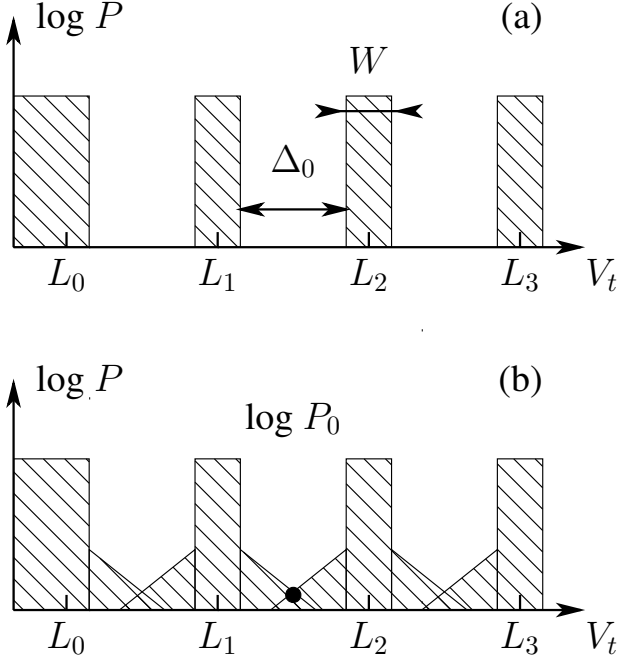 log P (a)
W
Δ₀
L₀ L₁ L₂ L₃ Vₜ
log P (b)
log P₀
L₀ L₁ L₂ L₃ Vₜ